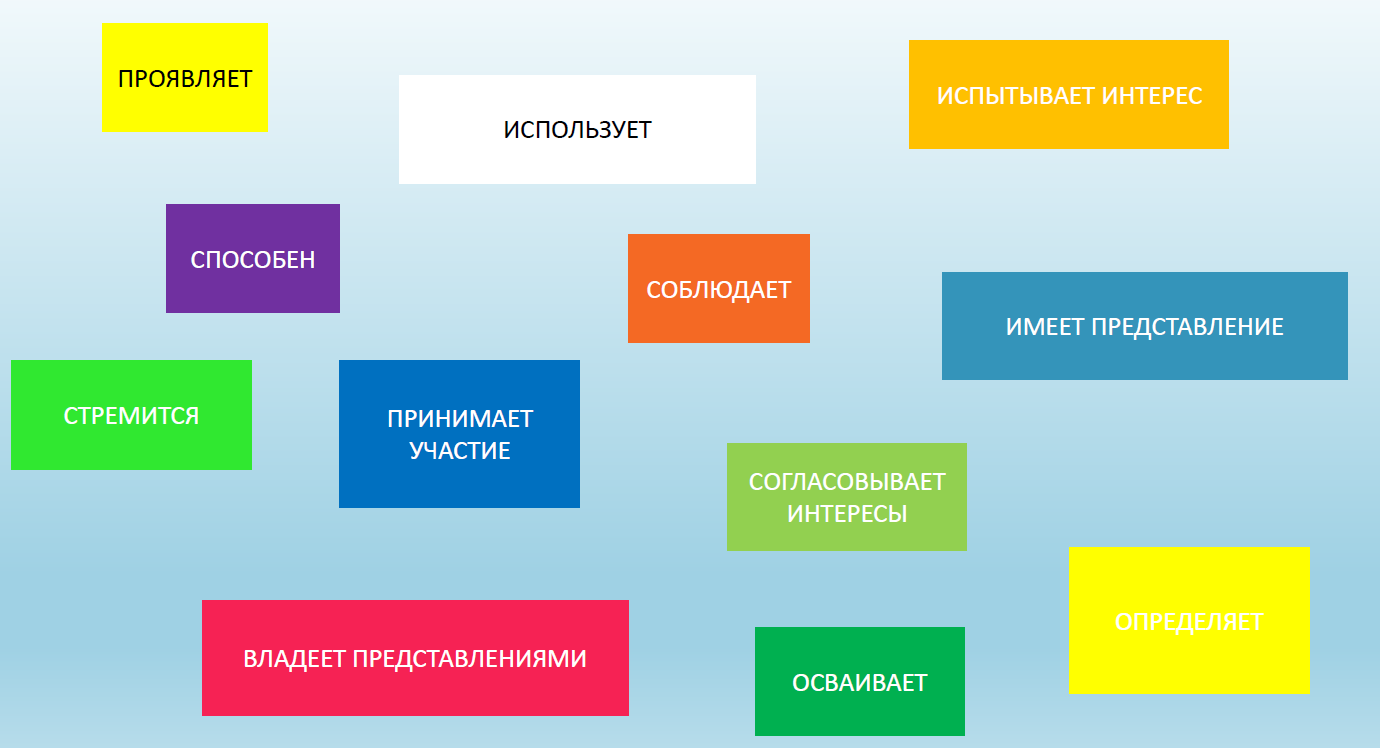 ПРОЯВЛЯЕТ
ИСПОЛЬЗУЕТ
ИСПЫТЫВАЕТ ИНТЕРЕС
СПОСОБЕН
СОБЛЮДАЕТ
ИМЕЕТ ПРЕДСТАВЛЕНИЕ
СТРЕМИТСЯ
ПРИНИМАЕТ
УЧАСТИЕ
СОГЛАСОВЫВАЕТ
ИНТЕРЕСЫ
ОПРЕДЕЛЯЕТ
ВЛАДЕЕТ ПРЕДСТАВЛЕНИЯМИ
ОСВАИВАЕТ